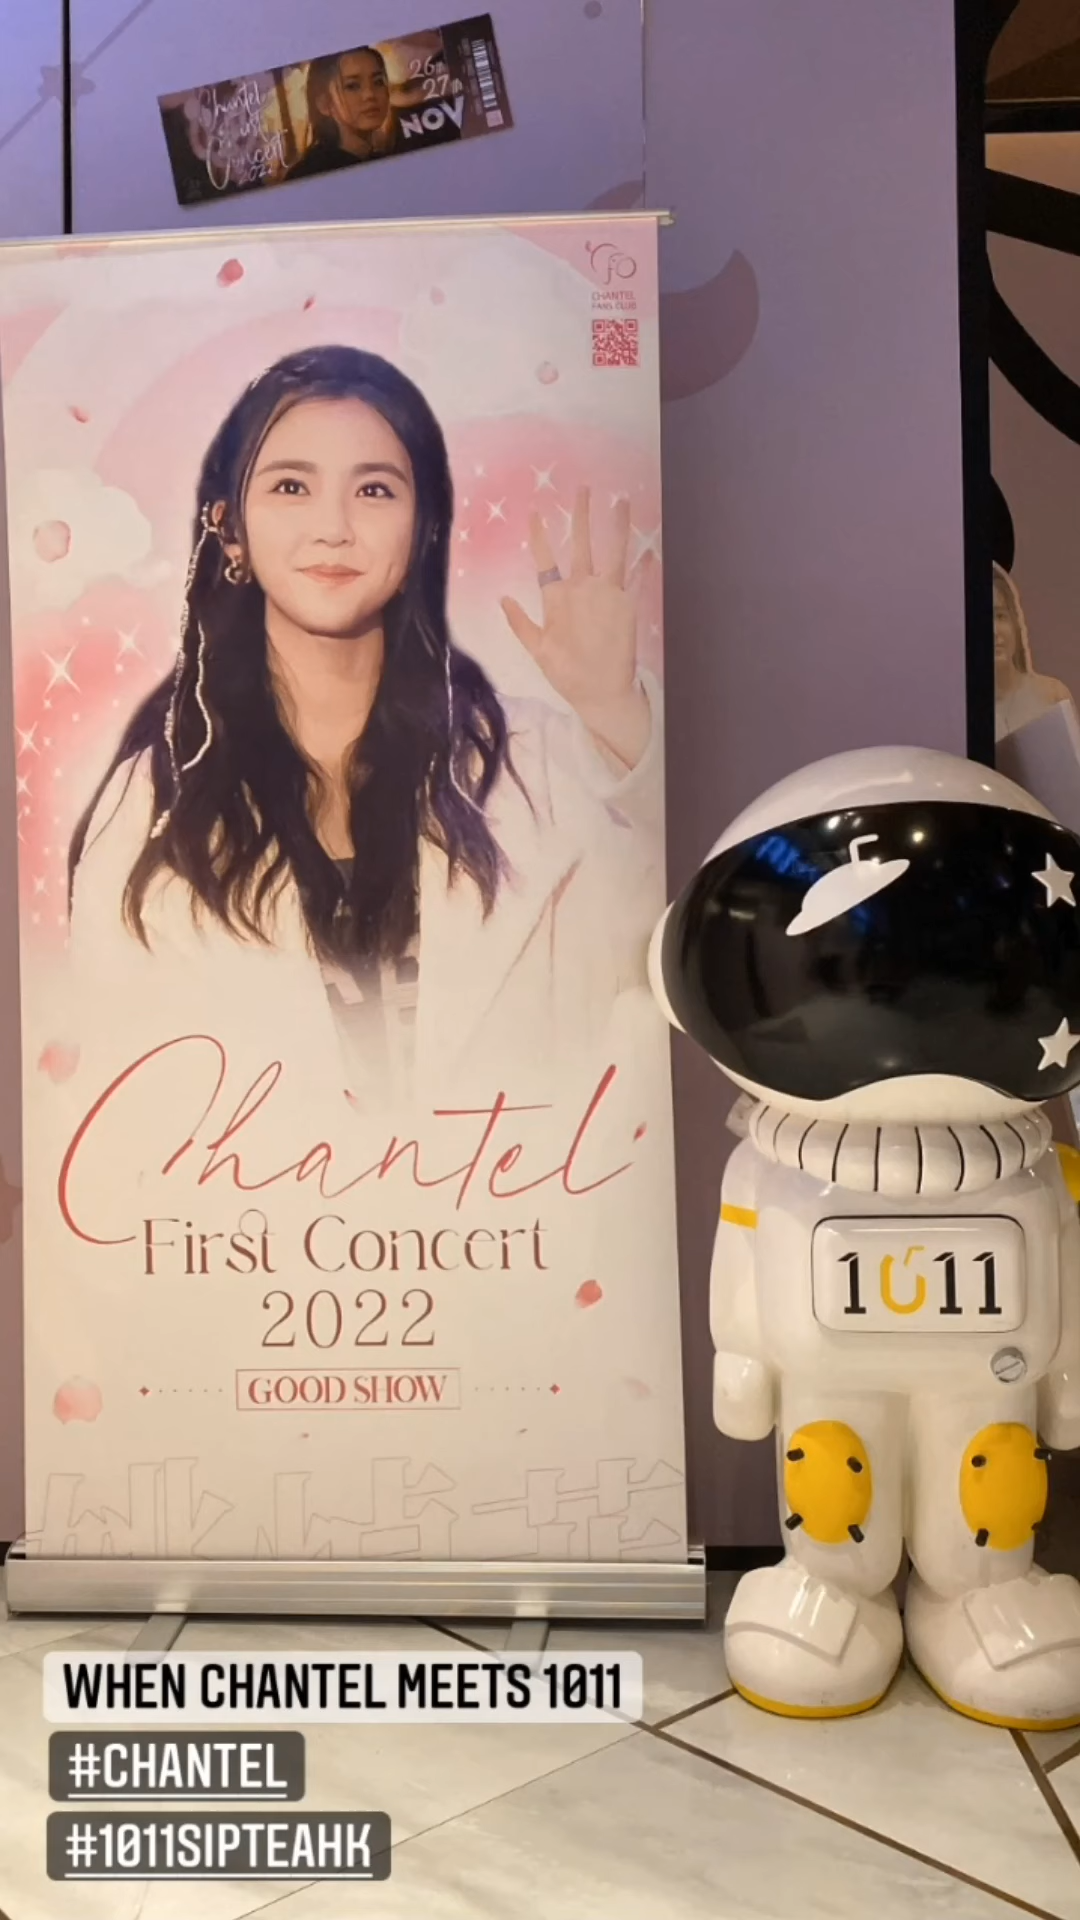 Chantel
First
Concert
2022
26th
27th
NOV
CHANTEL
FANS CLUB
Chantel
First Concert
2022
GOOD SHOW
1011
WHEN CHANTEL MEETS 1011
#CHANTEL
#1011SIPTEAHK